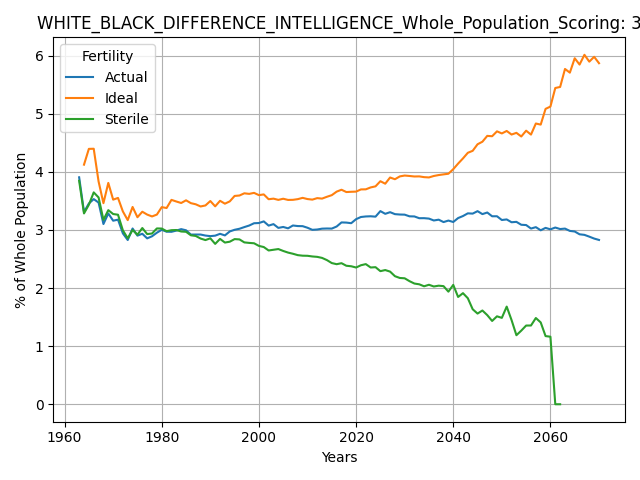 WHITE_BLACK_DIFFERENCE_INTELLIGENCE_Whole_Population_Scoring: 3
Fertility
Actual
Ideal
Sterile
% of Whole Population
6
5
4
3
2
1
0
1960
1980
2000
2020
2040
2060
Years